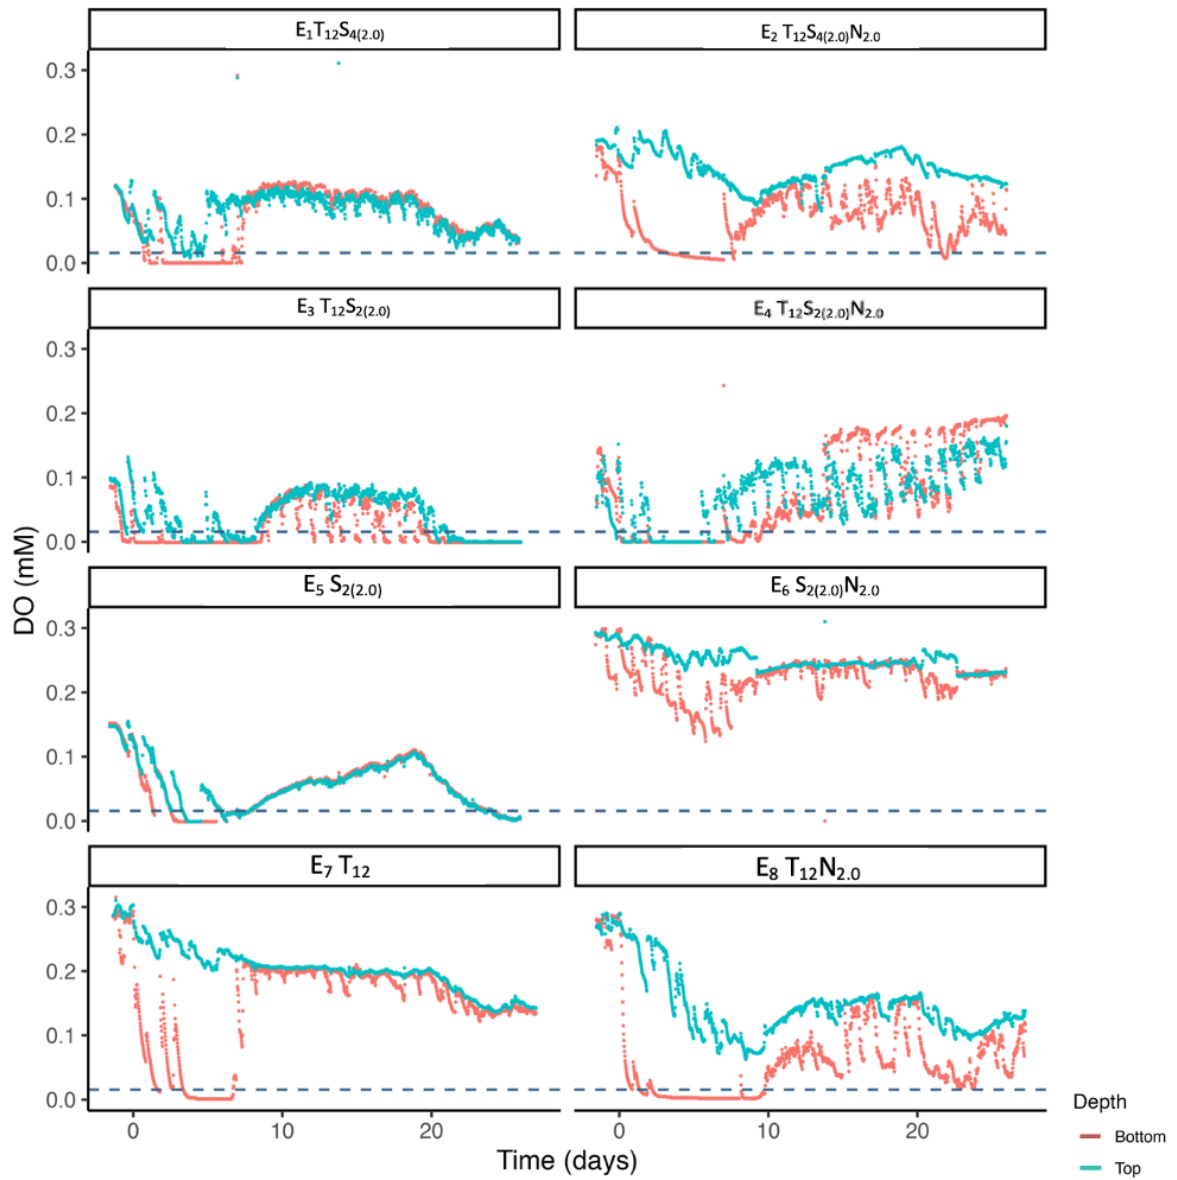 E₁T₁₂S₄₍₂.₀₎
E₂ T₁₂S₄₍₂.₀₎N₂.₀
0.3
0.2
0.1
0.0
E₃ T₁₂S₂₍₂.₀₎
E₄ T₁₂S₂₍₂.₀₎N₂.₀
0.3
0.2
0.1
0.0
E₅ S₂₍₂.₀₎
E₆ S₂₍₂.₀₎N₂.₀
0.3
0.2
0.1
0.0
E₇ T₁₂
E₈ T₁₂N₂.₀
0.3
0.2
0.1
0.0
DO (mM)
0 10 20
0 10 20
Time (days)
Depth
Bottom
Top